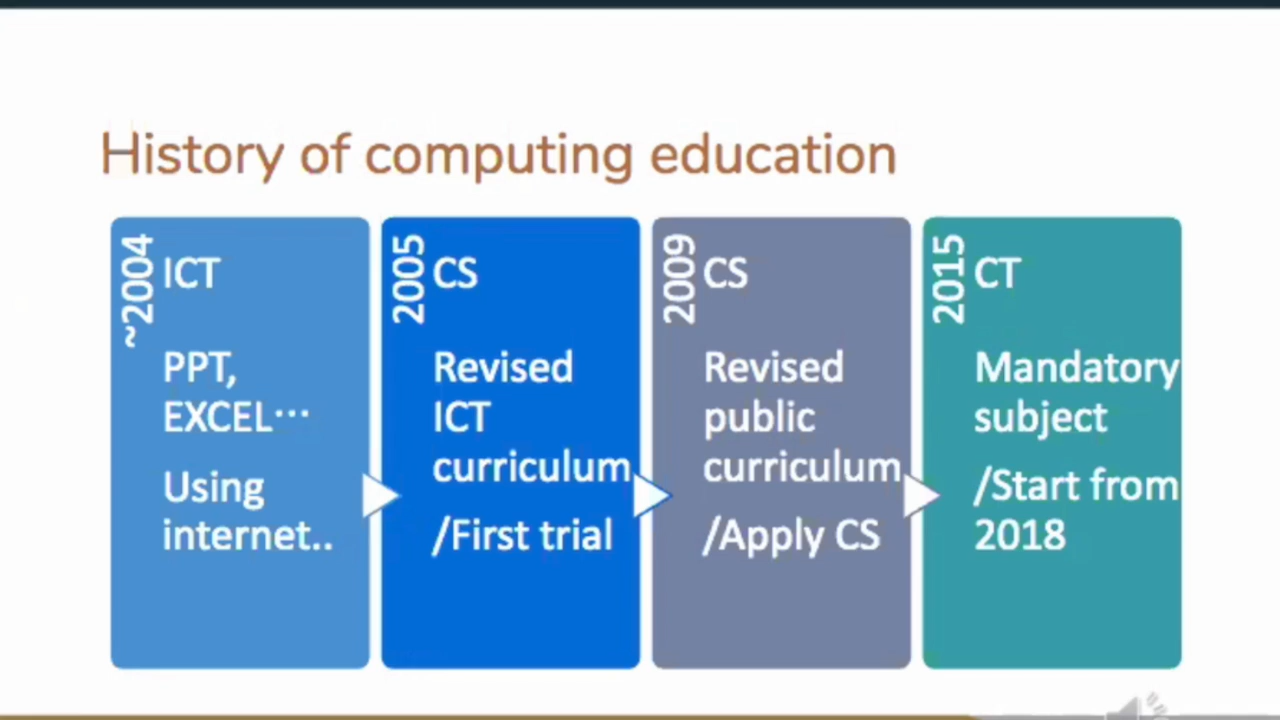 History of computing education
~2004
ICT
PPT,
EXCEL⋯
Using
internet..
2005
CS
Revised
ICT
curriculum
/First trial
2009
CS
Revised
public
curriculum
/Apply CS
2015
CT
Mandatory
subject
/Start from
2018